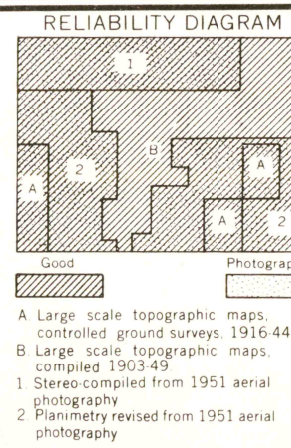 RELIABILITY DIAGRAM
1
2
B
A
A
A
2
Good
A. Large scale topographic maps,
controlled ground surveys, 1916-44
B. Large scale topographic maps,
compiled 1903-49.
1. Stereo-compiled from 1951 aerial
photography
2. Planimetry revised from 1951 aerial
photography